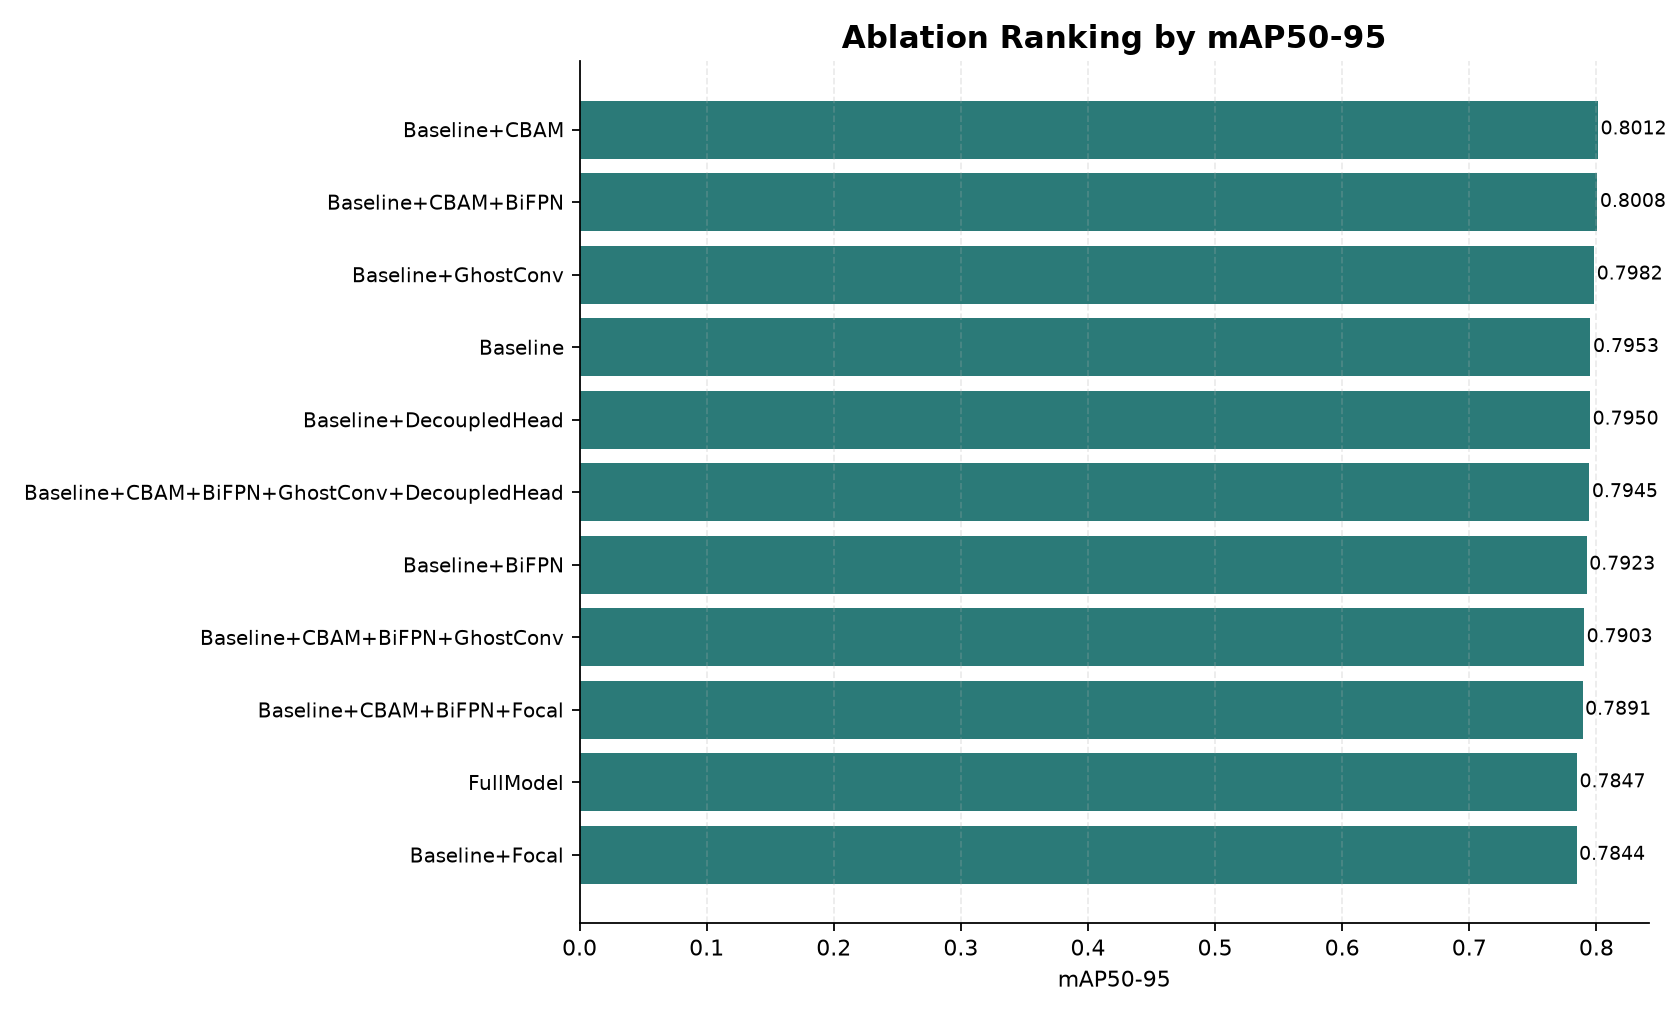 Ablation Ranking by mAP50-95
Baseline+CBAM 0.8012
Baseline+CBAM+BiFPN 0.8008
Baseline+GhostConv 0.7982
Baseline 0.7953
Baseline+DecoupledHead 0.7950
Baseline+CBAM+BiFPN+GhostConv+DecoupledHead 0.7945
Baseline+BiFPN 0.7923
Baseline+CBAM+BiFPN+GhostConv 0.7903
Baseline+CBAM+BiFPN+Focal 0.7891
FullModel 0.7847
Baseline+Focal 0.7844
0.0 0.1 0.2 0.3 0.4 0.5 0.6 0.7 0.8
mAP50-95